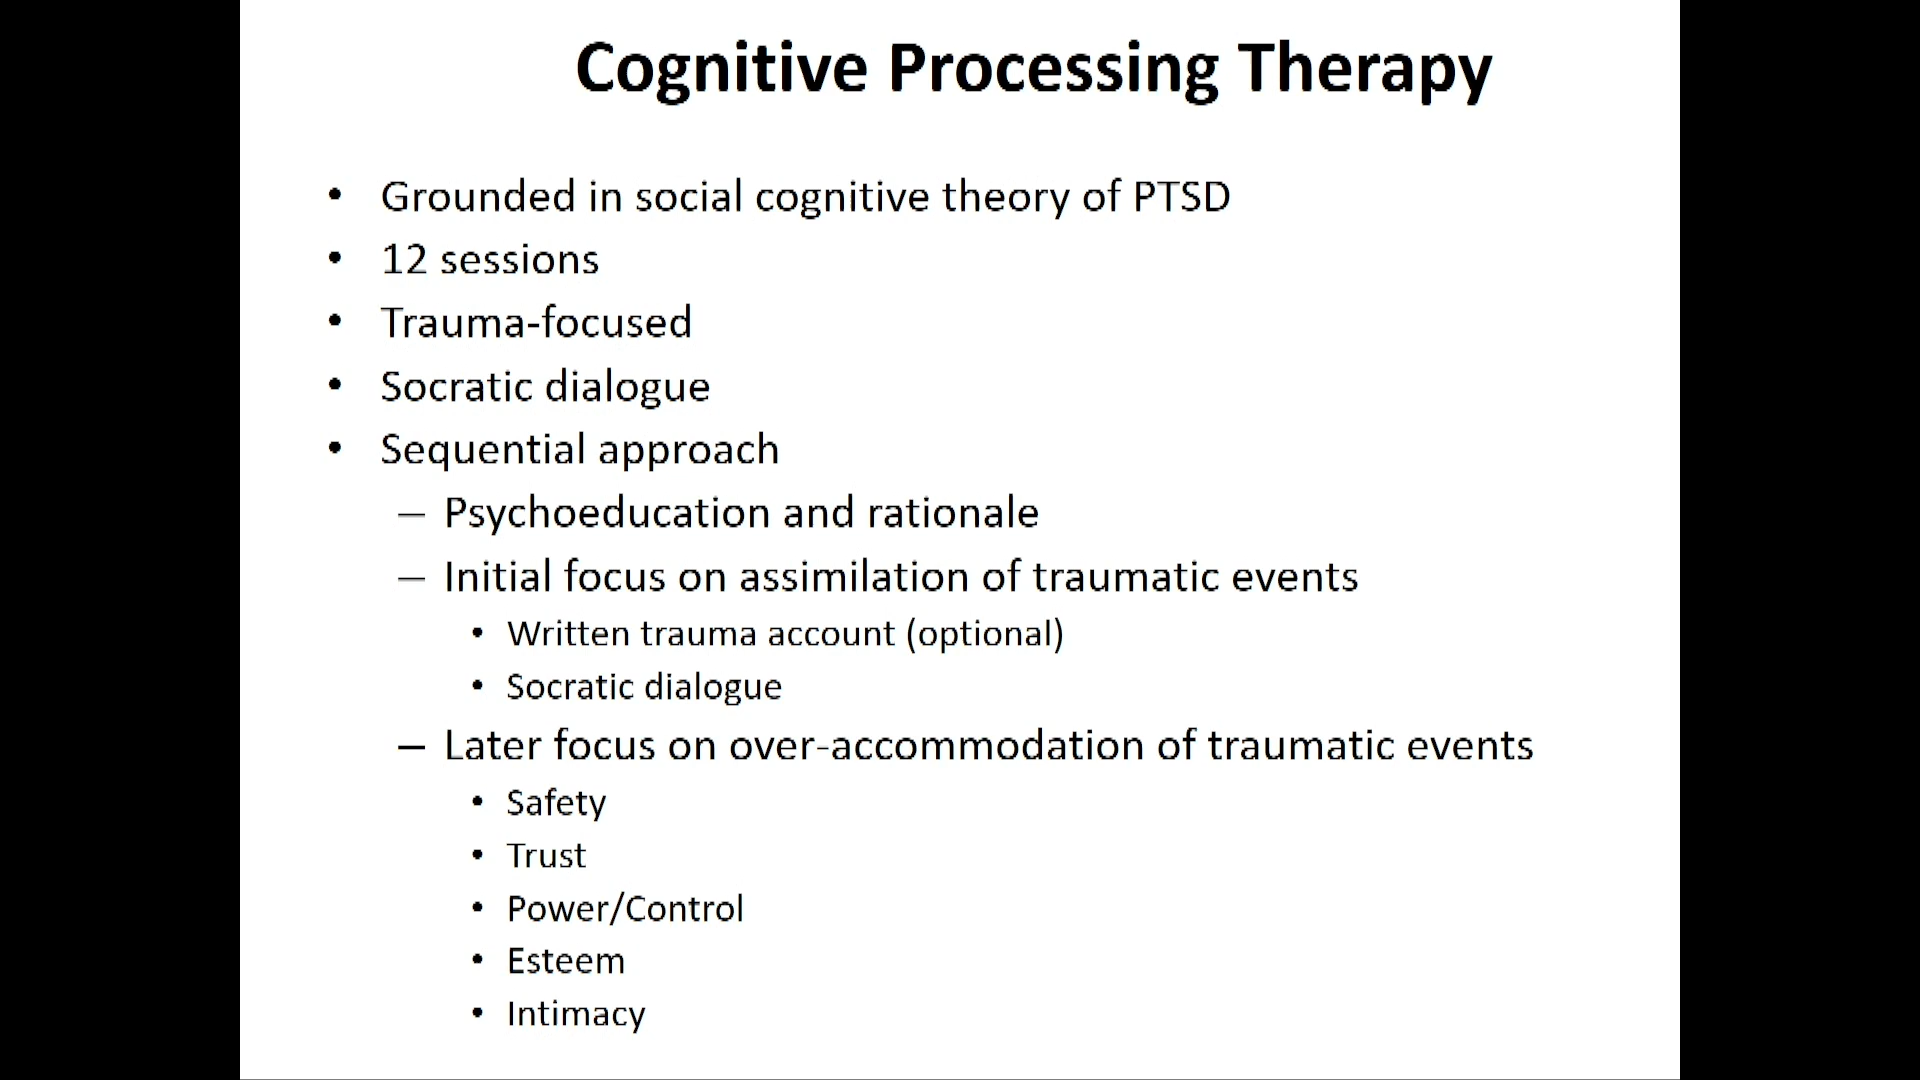 Cognitive Processing Therapy
• Grounded in social cognitive theory of PTSD
• 12 sessions
• Trauma-focused
• Socratic dialogue
• Sequential approach
– Psychoeducation and rationale
– Initial focus on assimilation of traumatic events
• Written trauma account (optional)
• Socratic dialogue
– Later focus on over-accommodation of traumatic events
• Safety
• Trust
• Power/Control
• Esteem
• Intimacy